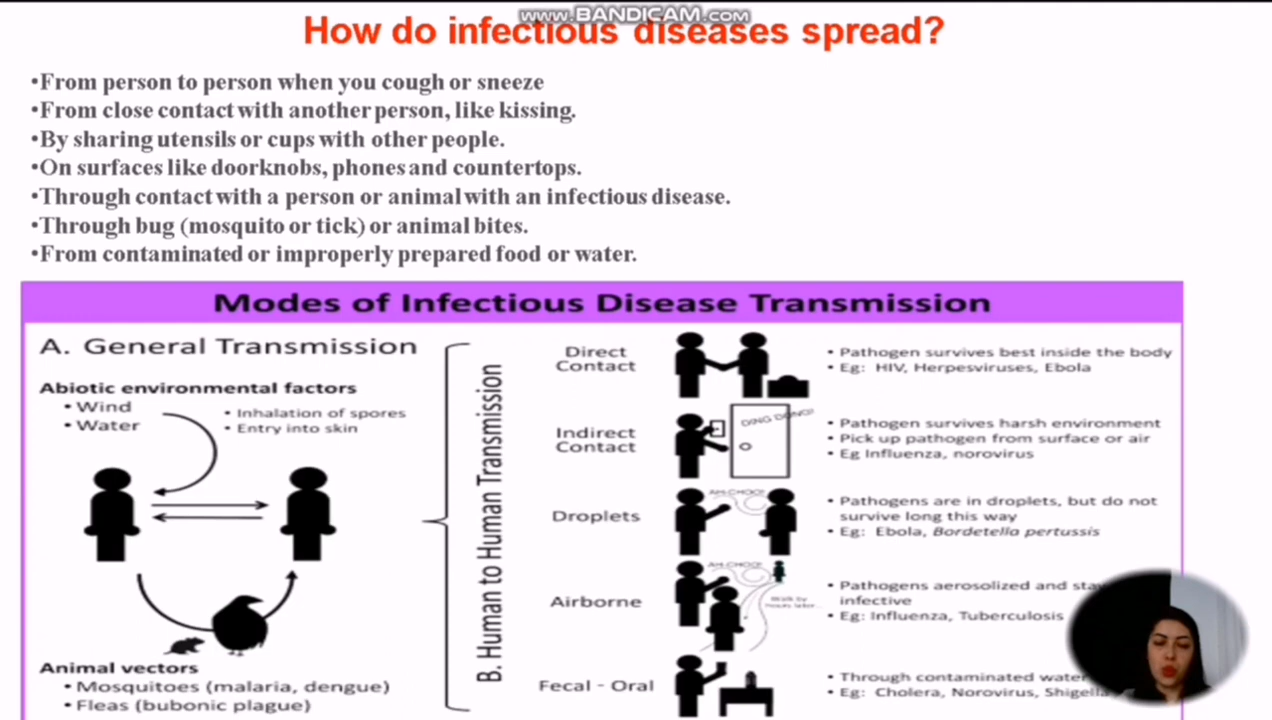 www.BANDICAM.com
How do infectious diseases spread?
•From person to person when you cough or sneeze
•From close contact with another person, like kissing.
•By sharing utensils or cups with other people.
•On surfaces like doorknobs, phones and countertops.
•Through contact with a person or animal with an infectious disease.
•Through bug (mosquito or tick) or animal bites.
•From contaminated or improperly prepared food or water.
Modes of Infectious Disease Transmission
A. General Transmission
Abiotic environmental factors
• Wind
• Water
• Inhalation of spores
• Entry into skin
Animal vectors
• Mosquitoes (malaria, dengue)
• Fleas (bubonic plague)
B. Human to Human Transmission
Direct
Contact
• Pathogen survives best inside the body
• Eg: HIV, Herpesviruses, Ebola
Indirect
Contact
DING DONG!
• Pathogen survives harsh environment
• Pick up pathogen from surface or air
• Eg Influenza, norovirus
Droplets
AH-CHOO!
• Pathogens are in droplets, but do not
survive long this way
• Eg: Ebola, Bordetella pertussis
Airborne
AH-CHOO!
Walk by
hours later...
• Pathogens aerosolized and
infective
• Eg: Influenza, Tuberculosis
Fecal - Oral
• Through contaminated
• Eg: Cholera, Norovirus, Shigella